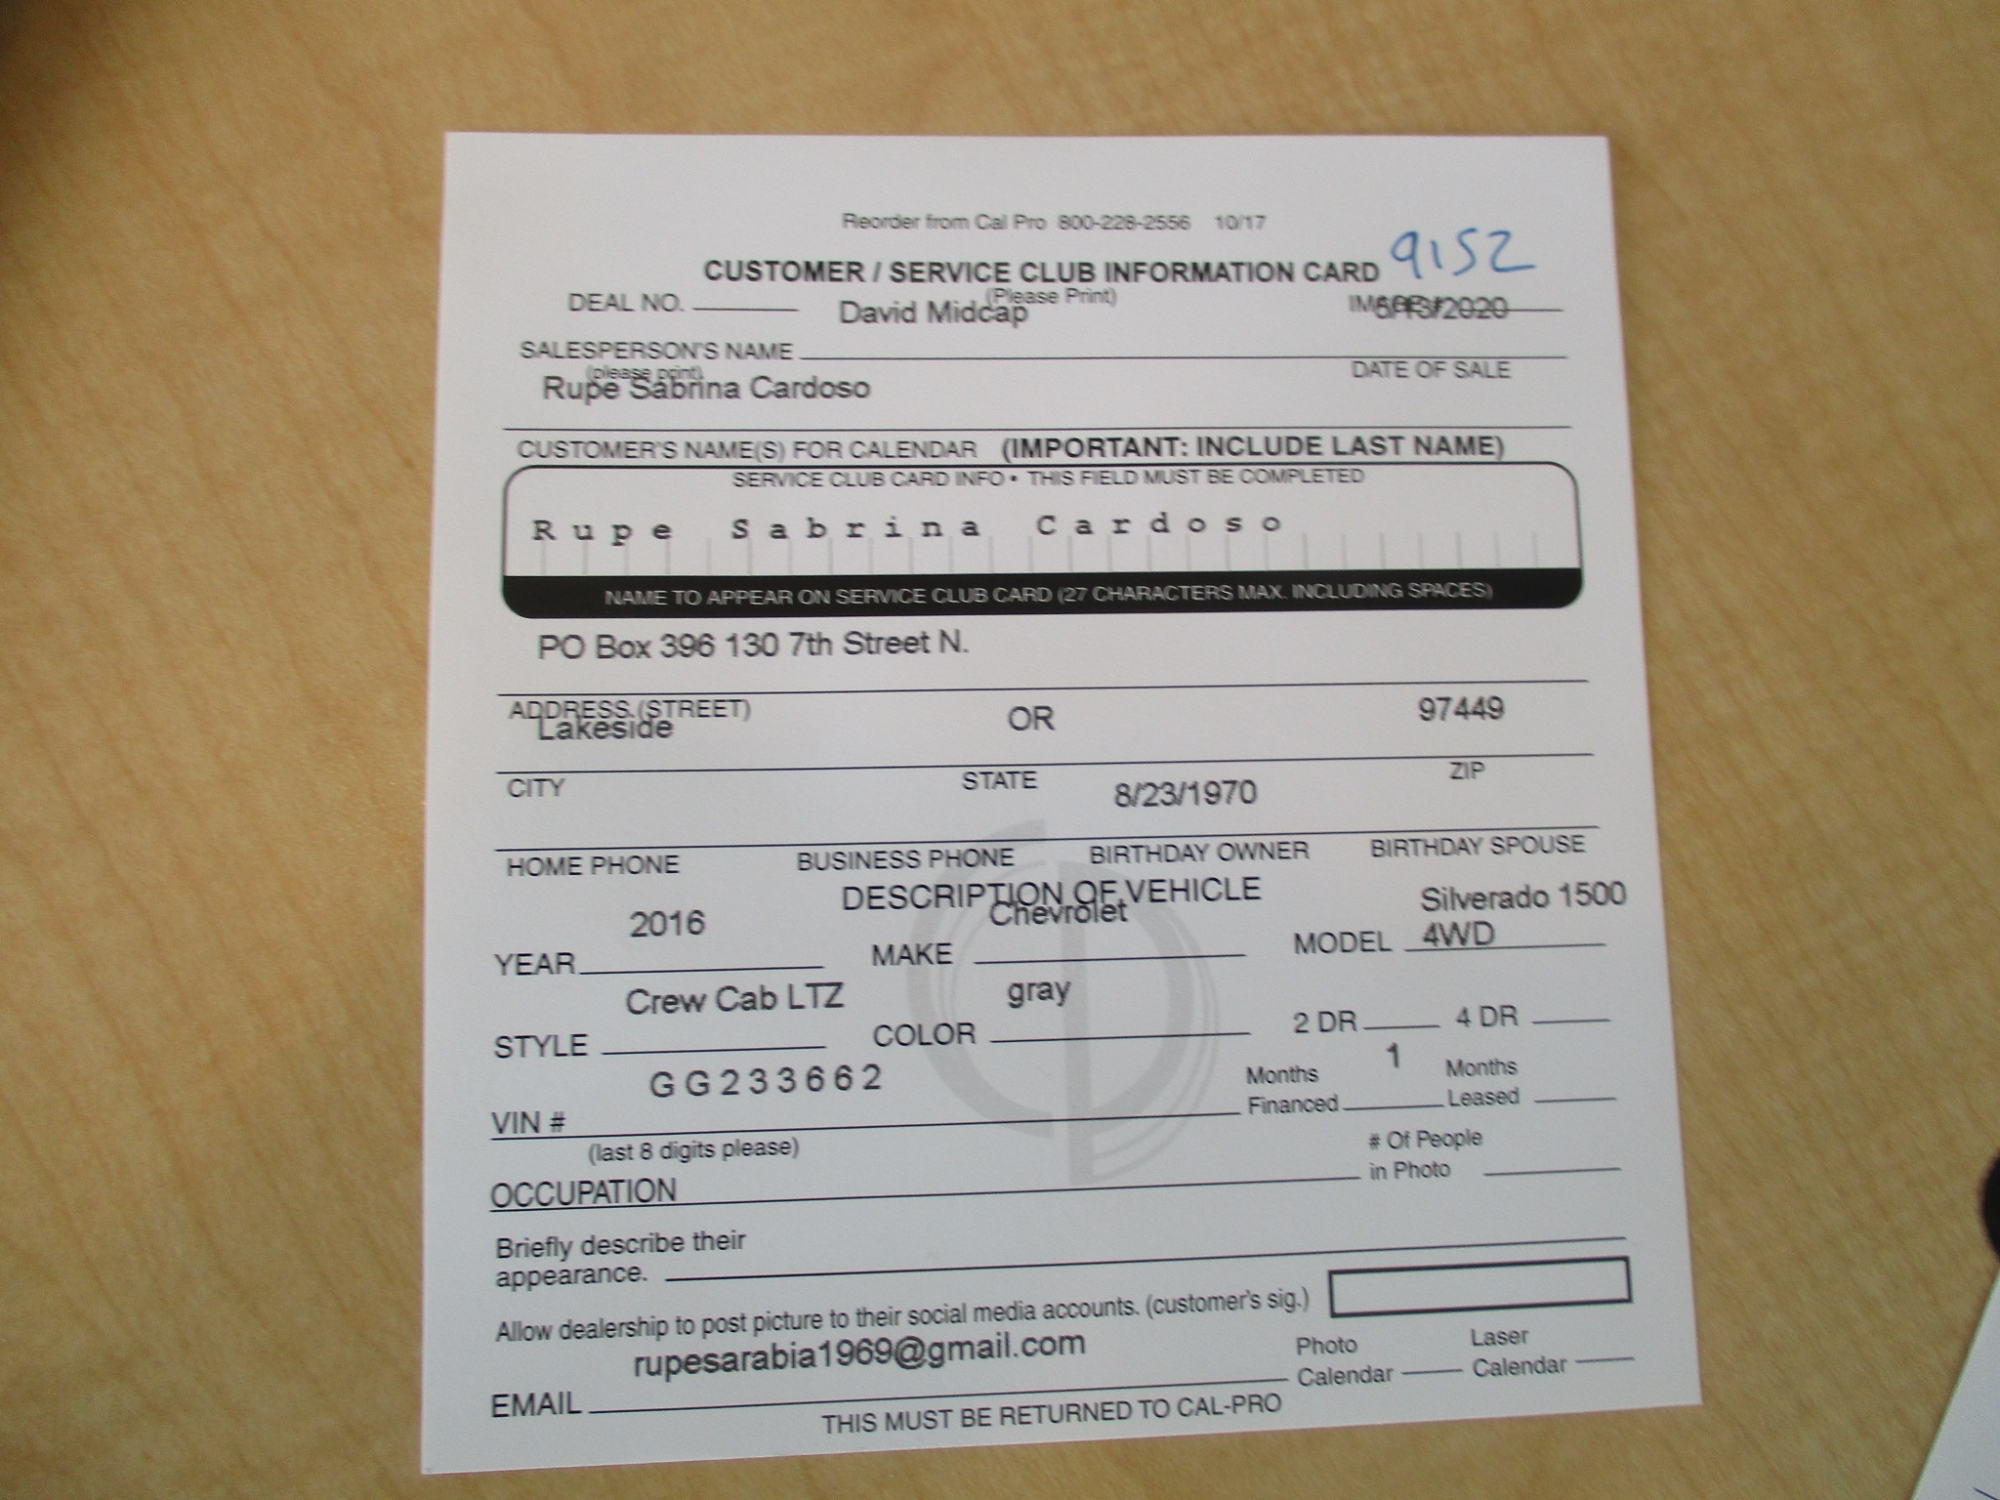 Reorder from Cal Pro 800-228-2556 10/17
9152
CUSTOMER / SERVICE CLUB INFORMATION CARD
(Please Print)
DEAL NO. David Midcap
SALESPERSON'S NAME
(please print)
DATE OF SALE
Rupe Sabrina Cardoso
CUSTOMER'S NAME(S) FOR CALENDAR (IMPORTANT: INCLUDE LAST NAME)
SERVICE CLUB CARD INFO • THIS FIELD MUST BE COMPLETED
Rupe Sabrina Cardoso
NAME TO APPEAR ON SERVICE CLUB CARD (27 CHARACTERS MAX. INCLUDING SPACES)
PO Box 396 130 7th Street N.
ADDRESS (STREET)
Lakeside OR 97449
CITY STATE ZIP
8/23/1970
HOME PHONE BUSINESS PHONE BIRTHDAY OWNER BIRTHDAY SPOUSE
DESCRIPTION OF VEHICLE
2016 Chevrolet Silverado 1500
YEAR MAKE MODEL 4WD
Crew Cab LTZ gray
STYLE COLOR 2 DR 4 DR
GG233662 1
VIN # Months Financed Months Leased
(last 8 digits please)
# Of People
in Photo
OCCUPATION
Briefly describe their
appearance.
Allow dealership to post picture to their social media accounts. (customer's sig.)
rupesarabia1969@gmail.com
EMAIL Photo Calendar Laser Calendar
THIS MUST BE RETURNED TO CAL-PRO